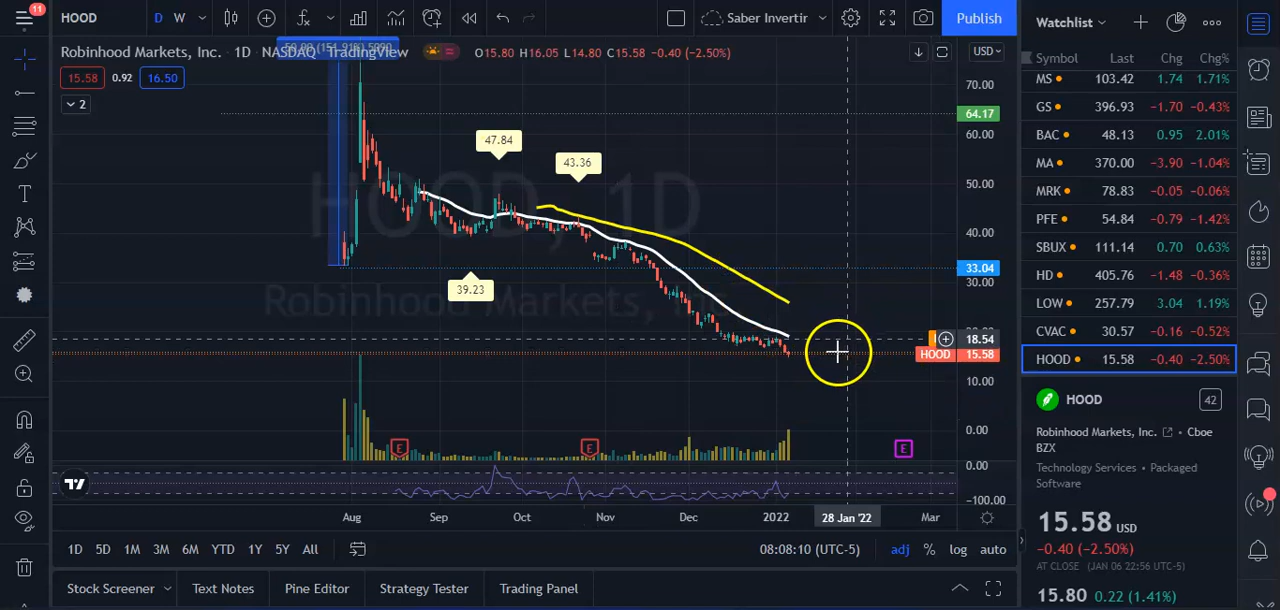 11
HOOD
D W
Saber Invertir
Publish
Watchlist
Robinhood Markets, Inc. · 1D · NASDAQ · TradingView
O15.80 H16.05 L14.80 C15.58 −0.40 (−2.50%)
USD
15.58 0.92 16.50
2
HOOD, 1D
Robinhood Markets, Inc.
47.84
43.36
39.23
70.00
64.17
60.00
50.00
40.00
33.04
30.00
18.54
HOOD 15.58
10.00
0.00
0.00
−100.00
E
E
E
Aug Sep Oct Nov Dec 2022 28 Jan '22 Mar
1D 5D 1M 3M 6M YTD 1Y 5Y All
08:08:10 (UTC-5) adj % log auto
Stock Screener Text Notes Pine Editor Strategy Tester Trading Panel
Symbol Last Chg Chg%
MS 103.42 1.74 1.71%
GS 396.93 −1.70 −0.43%
BAC 48.13 0.95 2.01%
MA 370.00 −3.90 −1.04%
MRK 78.83 −0.05 −0.06%
PFE 54.84 −0.79 −1.42%
SBUX 111.14 0.70 0.63%
HD 405.76 −1.48 −0.36%
LOW 257.79 3.04 1.19%
CVAC 30.57 −0.16 −0.52%
HOOD 15.58 −0.40 −2.50%
HOOD
42
Robinhood Markets, Inc. · Cboe
BZX
Technology Services · Packaged
Software
15.58 USD
−0.40 (−2.50%)
AT CLOSE (JAN 06 22:56 UTC-5)
15.80 0.22 (1.41%)